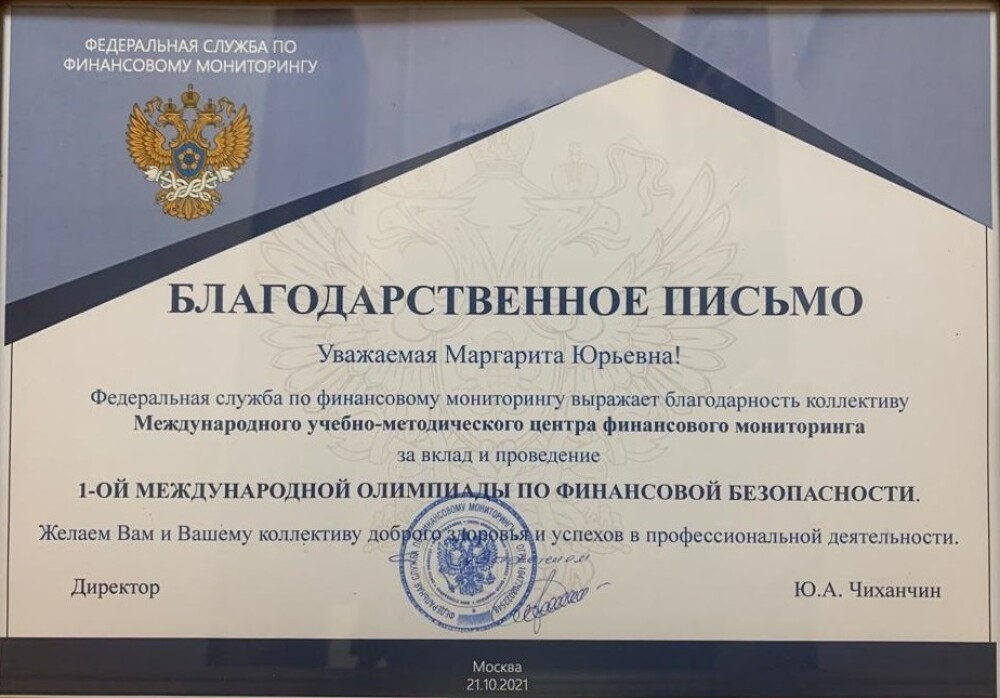 ФЕДЕРАЛЬНАЯ СЛУЖБА ПО
ФИНАНСОВОМУ МОНИТОРИНГУ
БЛАГОДАРСТВЕННОЕ ПИСЬМО
Уважаемая Маргарита Юрьевна!
Федеральная служба по финансовому мониторингу выражает благодарность коллективу
Международного учебно-методического центра финансового мониторинга
за вклад и проведение
1-ОЙ МЕЖДУНАРОДНОЙ ОЛИМПИАДЫ ПО ФИНАНСОВОЙ БЕЗОПАСНОСТИ.
Желаем Вам и Вашему коллективу доброго здоровья и успехов в профессиональной деятельности.
Директор
Ю.А. Чиханчин
Москва
21.10.2021